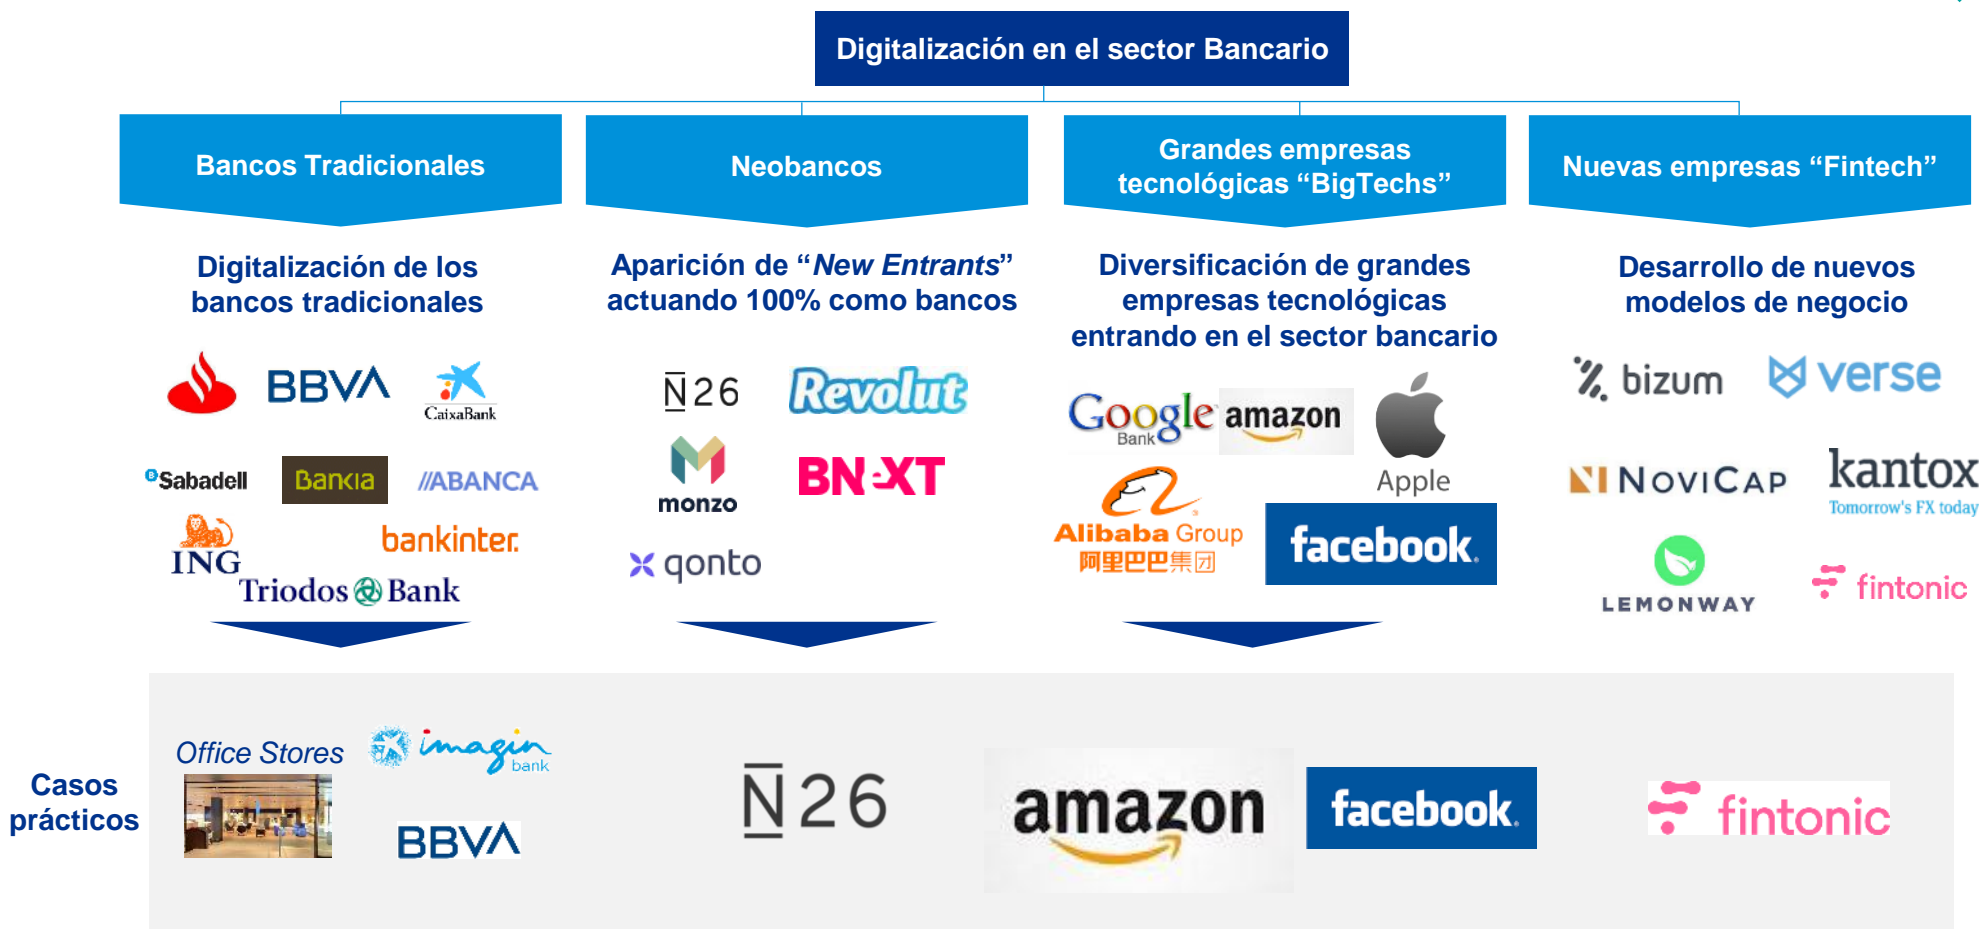 Digitalización en el sector Bancario
Bancos Tradicionales
Neobancos
Grandes empresas
tecnológicas “BigTechs”
Nuevas empresas “Fintech”
Digitalización de los
bancos tradicionales
Aparición de “New Entrants”
actuando 100% como bancos
Diversificación de grandes
empresas tecnológicas
entrando en el sector bancario
Desarrollo de nuevos
modelos de negocio
BBVA
CaixaBank
Sabadell
Bankia
//ABANCA
ING
bankinter.
Triodos Bank
N26
Revolut
monzo
BNEXT
qonto
Google
Bank
amazon
Apple
Alibaba Group
阿里巴巴集团
facebook.
bizum
verse
NOVICAP
kantox
Tomorrow's FX today
LEMONWAY
fintonic
Casos
prácticos
Office Stores
imagin
bank
BBVA
N26
amazon
facebook.
fintonic